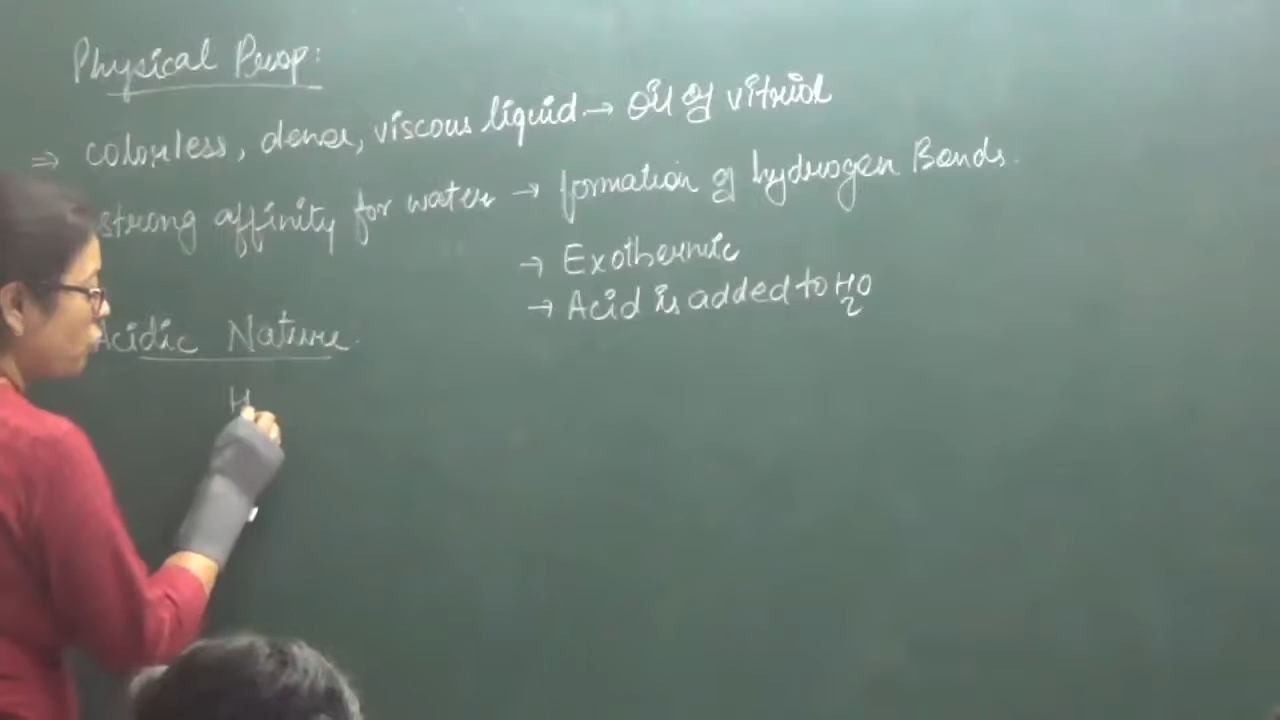 Physical Prop:
⇒ colorless, dense, viscous liquid → Oil of vitriol
strong affinity for water → formation of hydrogen Bonds.
→ Exothermic
→ Acid is added to H2O
Acidic Nature.
H